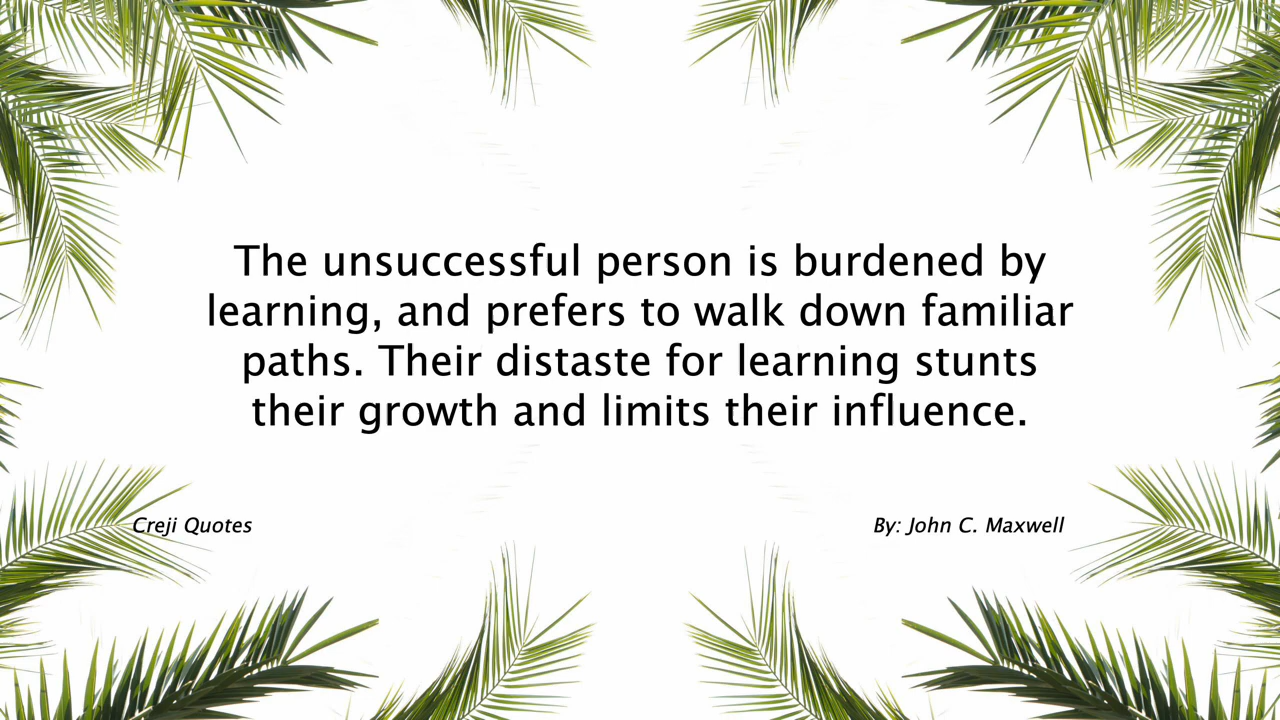 The unsuccessful person is burdened by
learning, and prefers to walk down familiar
paths. Their distaste for learning stunts
their growth and limits their influence.
Creji Quotes
By: John C. Maxwell